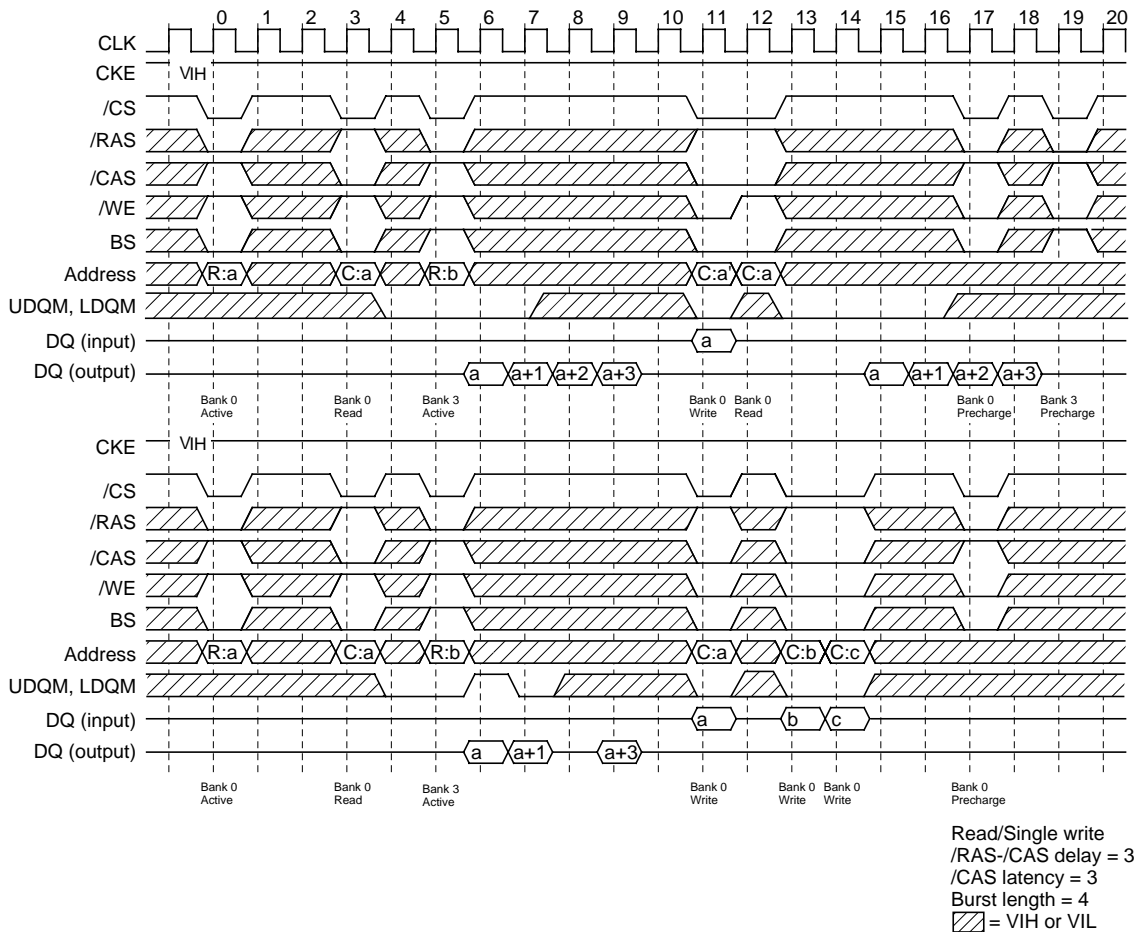 0 1 2 3 4 5 6 7 8 9 10 11 12 13 14 15 16 17 18 19 20
CLK
CKE VIH
/CS
/RAS
/CAS
/WE
BS
Address R:a C:a R:b C:a' C:a
UDQM, LDQM
DQ (input) a
DQ (output) a a+1 a+2 a+3 a a+1 a+2 a+3
Bank 0 Bank 0 Bank 3 Bank 0 Bank 0 Bank 0 Bank 3
Active Read Active Write Read Precharge Precharge
CKE VIH
/CS
/RAS
/CAS
/WE
BS
Address R:a C:a R:b C:a C:b C:c
UDQM, LDQM
DQ (input) a b c
DQ (output) a a+1 a+3
Bank 0 Bank 0 Bank 3 Bank 0 Bank 0 Bank 0 Bank 0
Active Read Active Write Write Write Precharge
Read/Single write
/RAS-/CAS delay = 3
/CAS latency = 3
Burst length = 4
= VIH or VIL